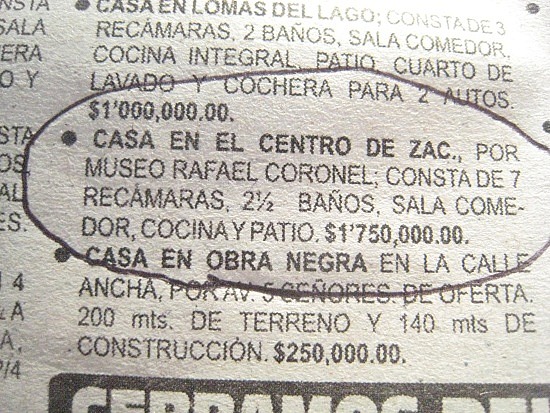 CASA EN LOMAS DEL LAGO; CONSTA DE 3
RECÁMARAS, 2 BAÑOS, SALA COMEDOR,
COCINA INTEGRAL, PATIO, CUARTO DE
LAVADO Y COCHERA PARA 2 AUTOS.
$1'000,000.00.
CASA EN EL CENTRO DE ZAC., POR
MUSEO RAFAEL CORONEL; CONSTA DE 7
RECÁMARAS, 2½ BAÑOS, SALA COME-
DOR, COCINA Y PATIO. $1'750,000.00.
CASA EN OBRA NEGRA EN LA CALLE
ANCHA, POR AV. 5 CEÑORES. DE OFERTA.
200 mts. DE TERRENO Y 140 mts DE
CONSTRUCCIÓN. $250,000.00.